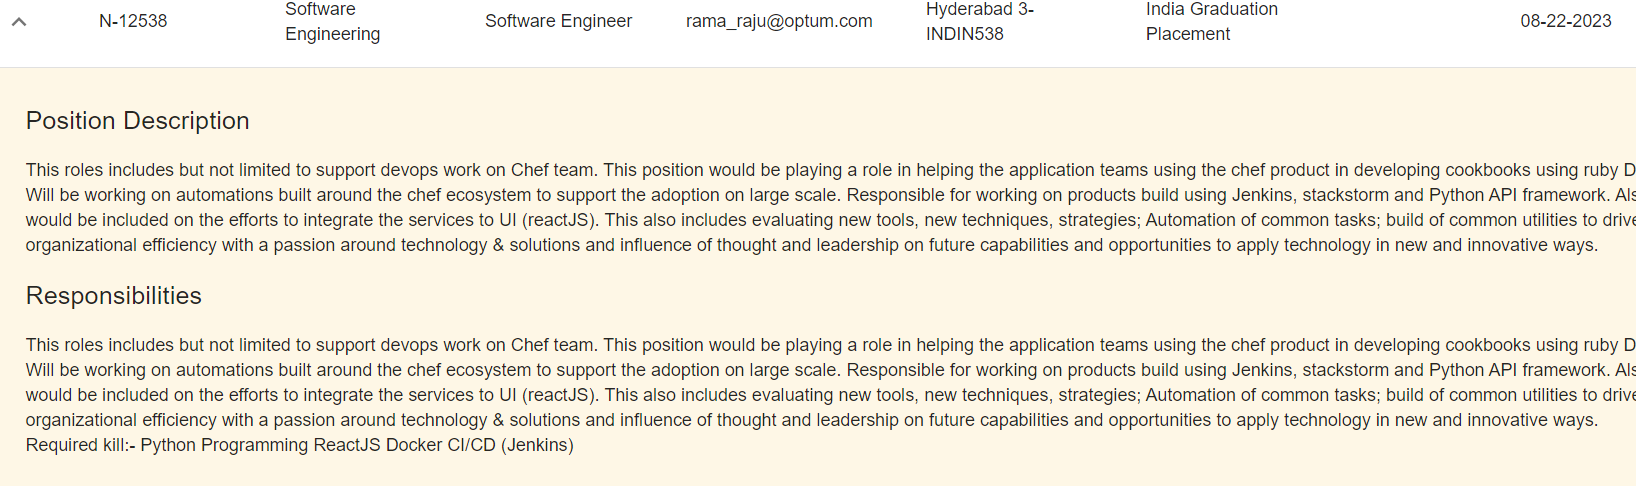 N-12538
Software
Engineering
Software Engineer
rama_raju@optum.com
Hyderabad 3-
INDIN538
India Graduation
Placement
08-22-2023
Position Description
This roles includes but not limited to support devops work on Chef team. This position would be playing a role in helping the application teams using the chef product in developing cookbooks using ruby
Will be working on automations built around the chef ecosystem to support the adoption on large scale. Responsible for working on products build using Jenkins, stackstorm and Python API framework.
would be included on the efforts to integrate the services to UI (reactJS). This also includes evaluating new tools, new techniques, strategies; Automation of common tasks; build of common utilities to
organizational efficiency with a passion around technology & solutions and influence of thought and leadership on future capabilities and opportunities to apply technology in new and innovative ways.
Responsibilities
This roles includes but not limited to support devops work on Chef team. This position would be playing a role in helping the application teams using the chef product in developing cookbooks using ruby
Will be working on automations built around the chef ecosystem to support the adoption on large scale. Responsible for working on products build using Jenkins, stackstorm and Python API framework.
would be included on the efforts to integrate the services to UI (reactJS). This also includes evaluating new tools, new techniques, strategies; Automation of common tasks; build of common utilities to
organizational efficiency with a passion around technology & solutions and influence of thought and leadership on future capabilities and opportunities to apply technology in new and innovative ways.
Required kill:- Python Programming ReactJS Docker CI/CD (Jenkins)